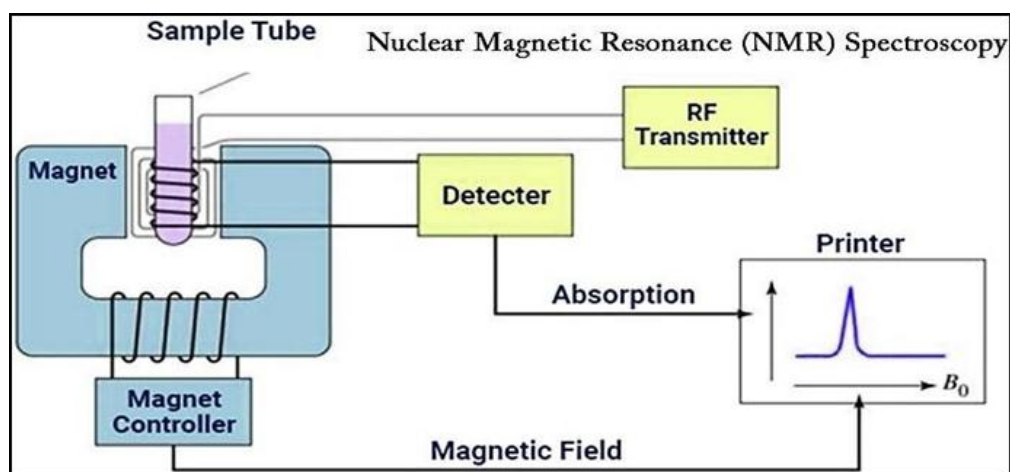 Sample Tube
Nuclear Magnetic Resonance (NMR) Spectroscopy
RF
Transmitter
Magnet
Detecter
Printer
Absorption
B0
Magnet
Controller
Magnetic Field